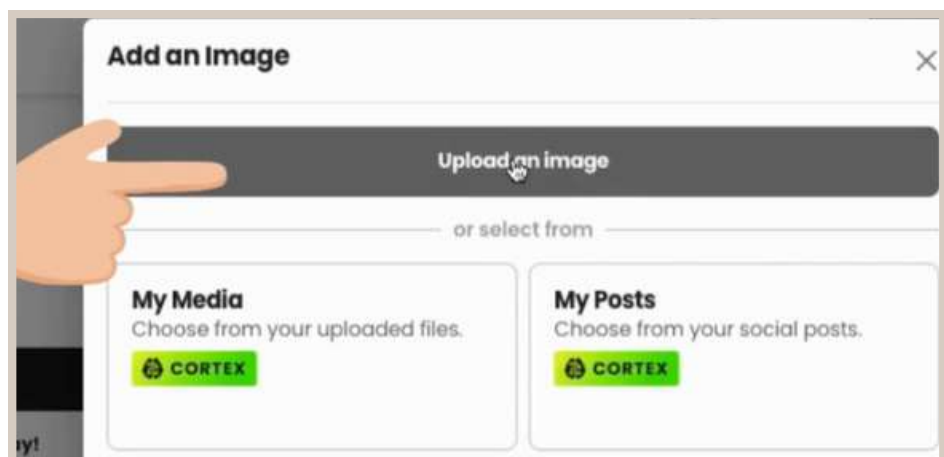 Add an Image
Upload an image
or select from
My Media
Choose from your uploaded files.
CORTEX
My Posts
Choose from your social posts.
CORTEX